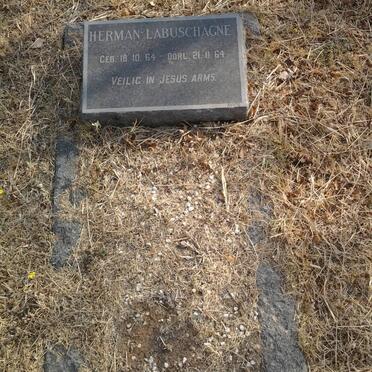 HERMAN LABUSCHAGNE
GEB. 18.10.64 - OORL. 21.11.64
VEILIG IN JESUS ARMS.